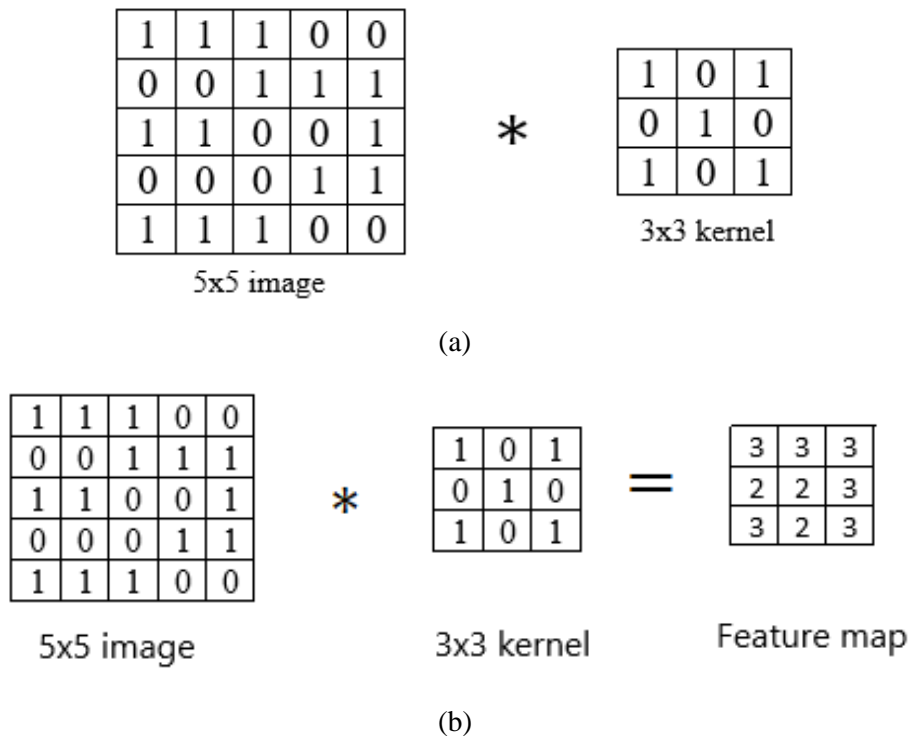 1 1 1 0 0
0 0 1 1 1
1 1 0 0 1
0 0 0 1 1
1 1 1 0 0
5x5 image
*
1 0 1
0 1 0
1 0 1
3x3 kernel
(a)
1 1 1 0 0
0 0 1 1 1
1 1 0 0 1
0 0 0 1 1
1 1 1 0 0
5x5 image
*
1 0 1
0 1 0
1 0 1
3x3 kernel
=
3 3 3
2 2 3
3 2 3
Feature map
(b)